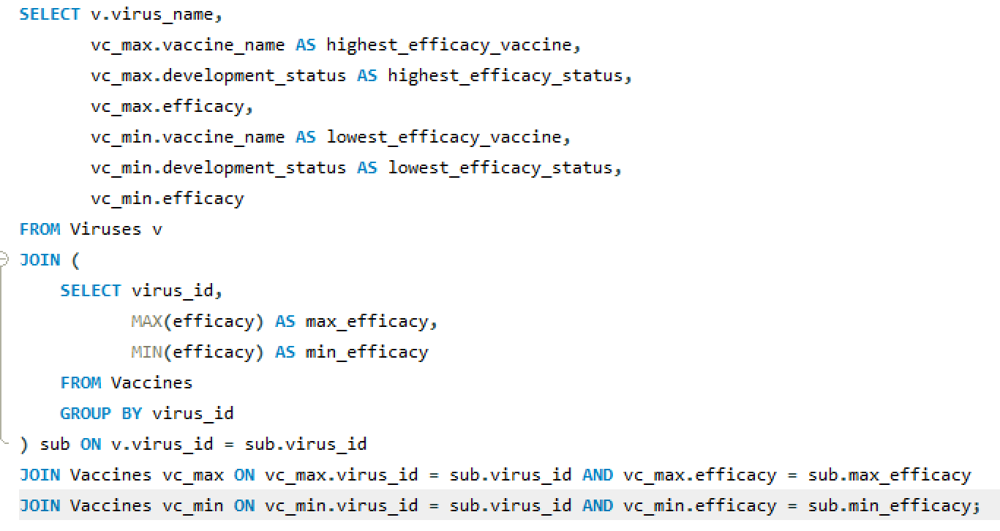 SELECT v.virus_name,
       vc_max.vaccine_name AS highest_efficacy_vaccine,
       vc_max.development_status AS highest_efficacy_status,
       vc_max.efficacy,
       vc_min.vaccine_name AS lowest_efficacy_vaccine,
       vc_min.development_status AS lowest_efficacy_status,
       vc_min.efficacy
FROM Viruses v
JOIN (
    SELECT virus_id,
           MAX(efficacy) AS max_efficacy,
           MIN(efficacy) AS min_efficacy
    FROM Vaccines
    GROUP BY virus_id
) sub ON v.virus_id = sub.virus_id
JOIN Vaccines vc_max ON vc_max.virus_id = sub.virus_id AND vc_max.efficacy = sub.max_efficacy
JOIN Vaccines vc_min ON vc_min.virus_id = sub.virus_id AND vc_min.efficacy = sub.min_efficacy;